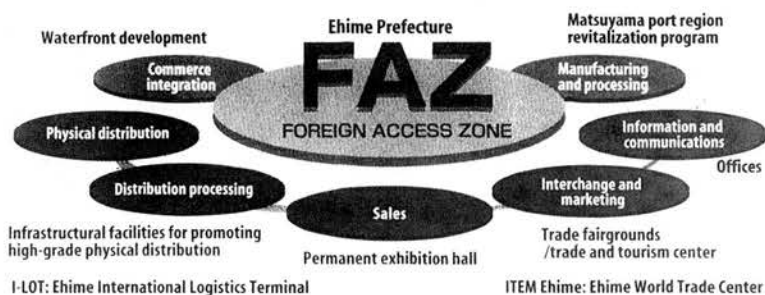 Ehime Prefecture
FAZ
FOREIGN ACCESS ZONE
Waterfront development
Commerce
integration
Matsuyama port region
revitalization program
Manufacturing
and processing
Physical distribution
Information and
communications
Offices
Distribution processing
Sales
Interchange and
marketing
Infrastructural facilities for promoting
high-grade physical distribution
Permanent exhibition hall
Trade fairgrounds
/trade and tourism center
I-LOT: Ehime International Logistics Terminal
ITEM Ehime: Ehime World Trade Center